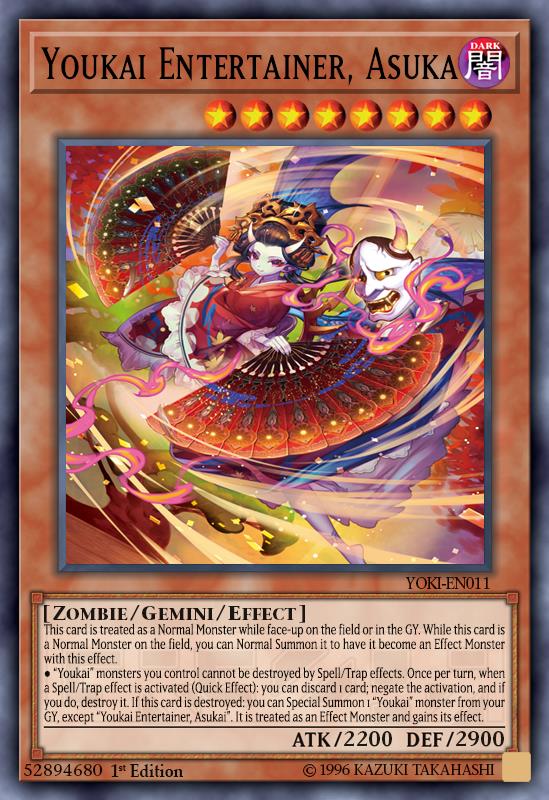 Youkai Entertainer, Asuka
DARK
闇
YOKI-EN011
[Zombie/Gemini/Effect]
This card is treated as a Normal Monster while face-up on the field or in the GY. While this card is
a Normal Monster on the field, you can Normal Summon it to have it become an Effect Monster
with this effect.
● “Youkai” monsters you control cannot be destroyed by Spell/Trap effects. Once per turn, when
a Spell/Trap effect is activated (Quick Effect): you can discard 1 card; negate the activation, and if
you do, destroy it. If this card is destroyed: you can Special Summon 1 “Youkai” monster from your
GY, except “Youkai Entertainer, Asukai”. It is treated as an Effect Monster and gains its effect.
ATK/2200 DEF/2900
52894680 1st Edition © 1996 KAZUKI TAKAHASHI